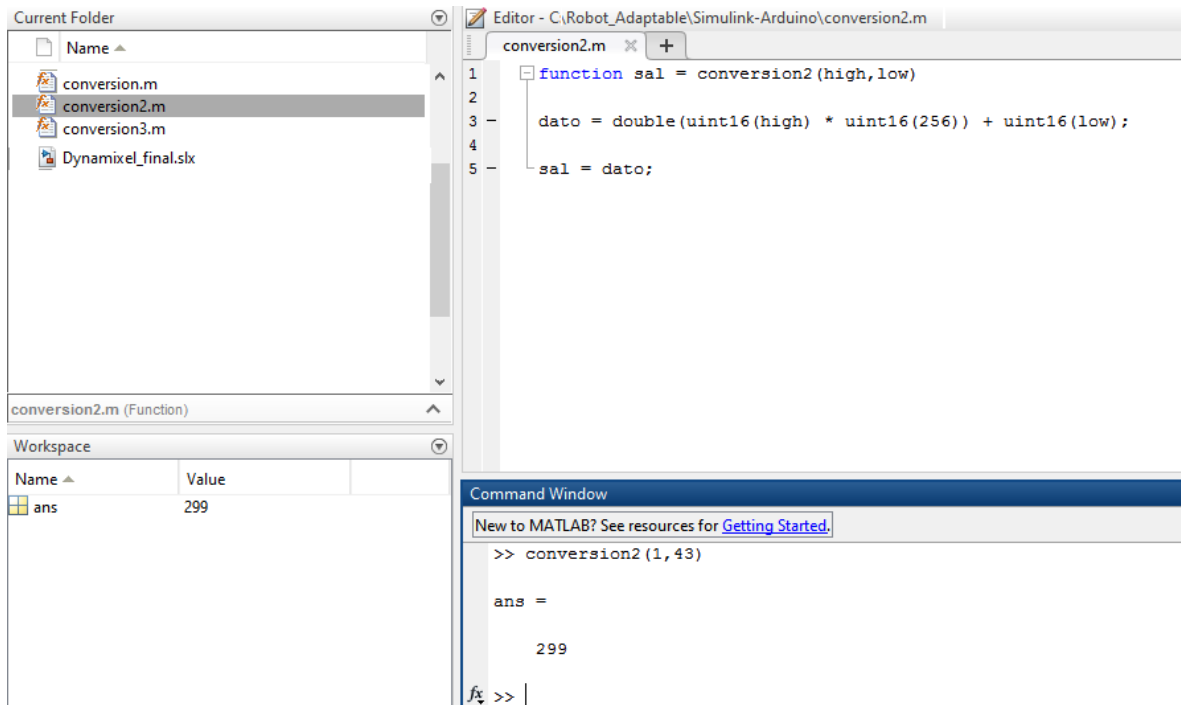 Current Folder
Name
conversion.m
conversion2.m
conversion3.m
Dynamixel_final.slx
conversion2.m (Function)
Workspace
Name Value
ans 299
Editor - C:\Robot_Adaptable\Simulink-Arduino\conversion2.m
conversion2.m × +
1 function sal = conversion2(high,low)
2
3 - dato = double(uint16(high) * uint16(256)) + uint16(low);
4
5 - sal = dato;
Command Window
New to MATLAB? See resources for Getting Started.
>> conversion2(1,43)
ans =
299
fx >>